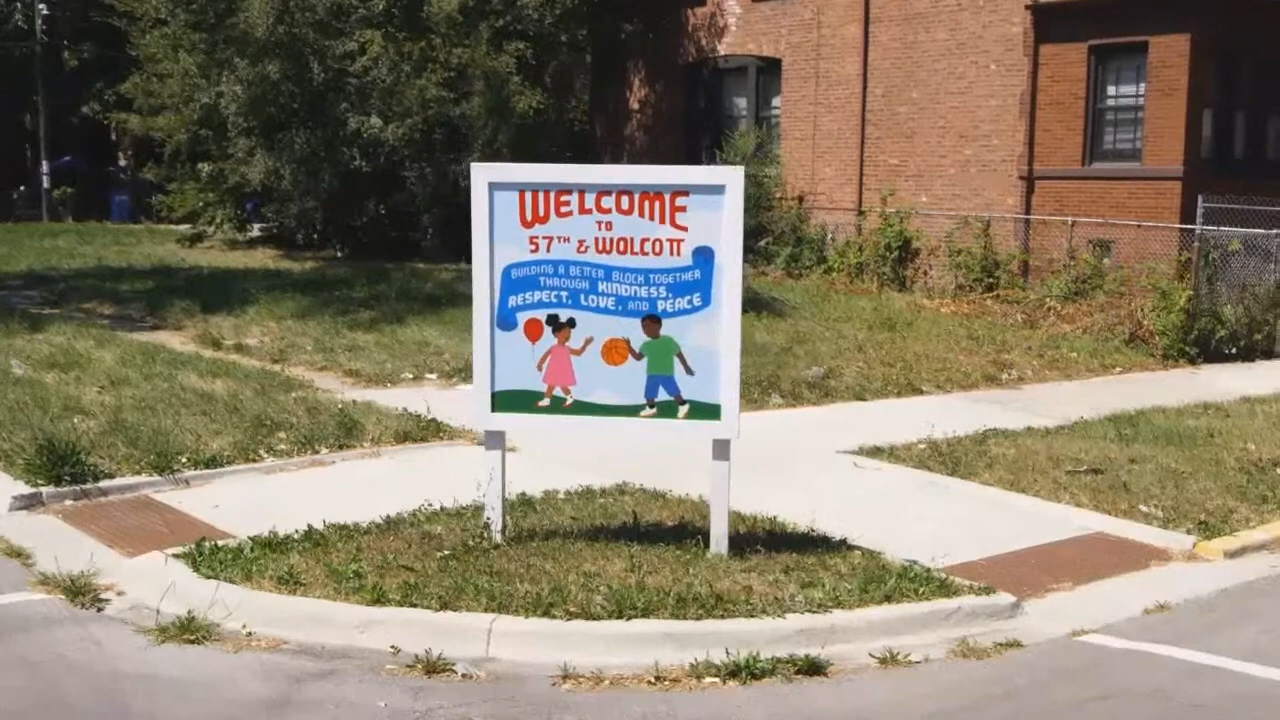 WELCOME
TO
57TH & WOLCOTT
BUILDING A BETTER BLOCK TOGETHER
THROUGH KINDNESS,
RESPECT, LOVE, AND PEACE